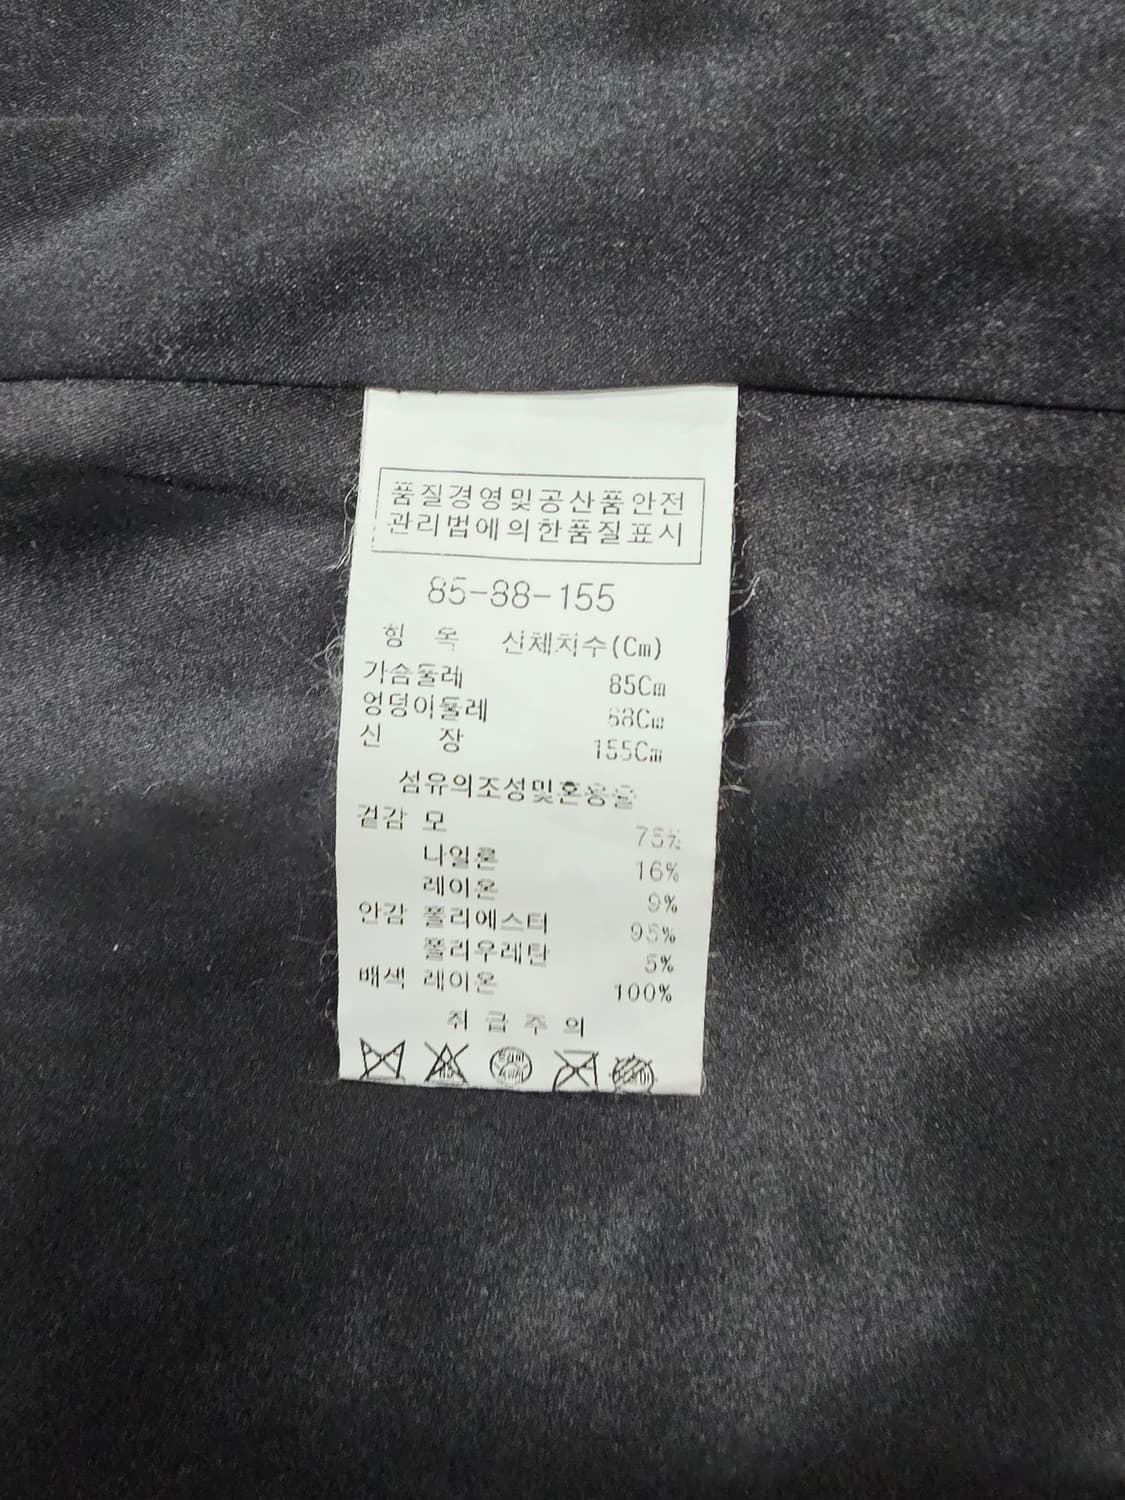 품질경영및공산품안전
관리법에의한품질표시
85-88-155
항 목 신체치수(Cm)
가슴둘레 85Cm
엉덩이둘레 88Cm
신 장 155Cm
섬유의조성및혼용율
겉감 모 75%
나일론 16%
레이온 9%
안감 폴리에스터 95%
폴리우레탄 5%
배색 레이온 100%
취급주의